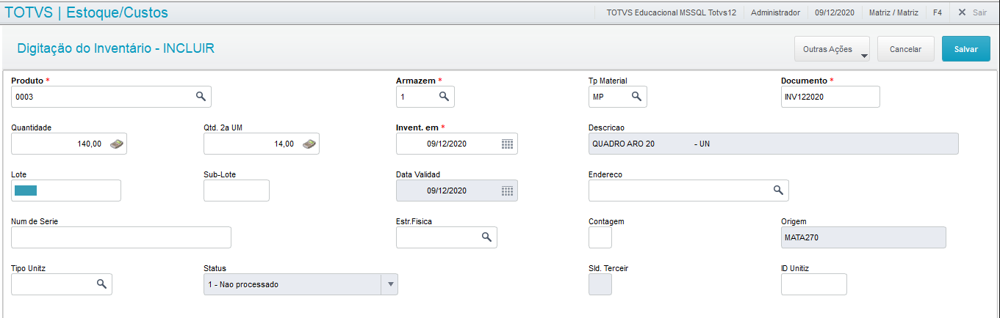 TOTVS | Estoque/Custos
TOTVS Educacional MSSQL Totvs12 Administrador 09/12/2020 Matriz / Matriz F4 X Sair
Digitação do Inventário - INCLUIR
Outras Ações Cancelar Salvar
Produto * Armazem * Tp Material Documento *
0003 1 MP INV122020
Quantidade Qtd. 2a UM Invent. em * Descricao
140,00 14,00 09/12/2020 QUADRO ARO 20 - UN
Lote Sub-Lote Data Validad Endereco
09/12/2020
Num de Serie Estr.Fisica Contagem Origem
MATA270
Tipo Unitz Status Sld. Terceir ID Unitiz
1 - Nao processado